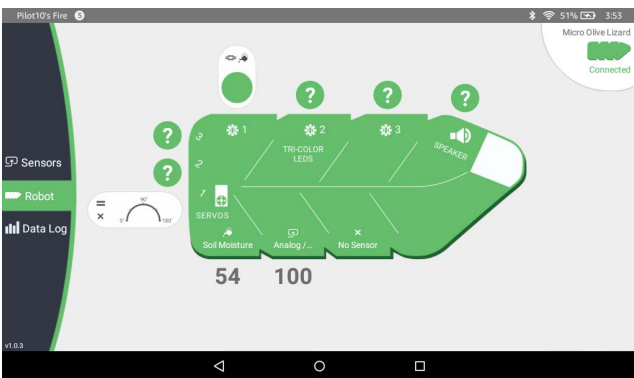 Pilot10's Fire S 51% 3:53
Micro Olive Lizard
Connected
? ? ?
1 2 3
TRI-COLOR
LEDS
SPEAKER
? 3
? 2
1
SERVOS
Sensors
Robot
Data Log
= 90°
× 0° 180°
Soil Moisture Analog /... No Sensor
54 100
v1.0.3